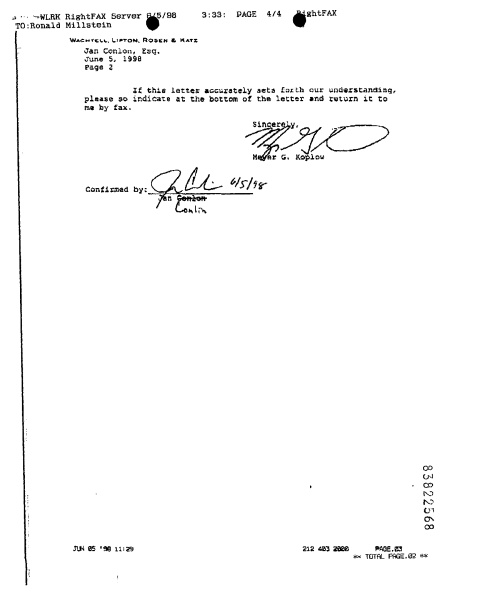 WLRK RightFAX Server 6/5/98 3:33: PAGE 4/4 RightFAX
TO:Ronald Millstein
WACHTELL, LIPTON, ROSEN & KATZ
Jan Conlon, Esq.
June 5, 1998
Page 2
If this letter accurately sets forth our understanding,
please so indicate at the bottom of the letter and return it to
me by fax.
Sincerely,
Meyer G. Koplow
Confirmed by: 6/5/98
Jan Conlon
Conlin
83822568
JUN 05 '98 11:29 212 403 2000 PAGE.03
** TOTAL PAGE.02 **